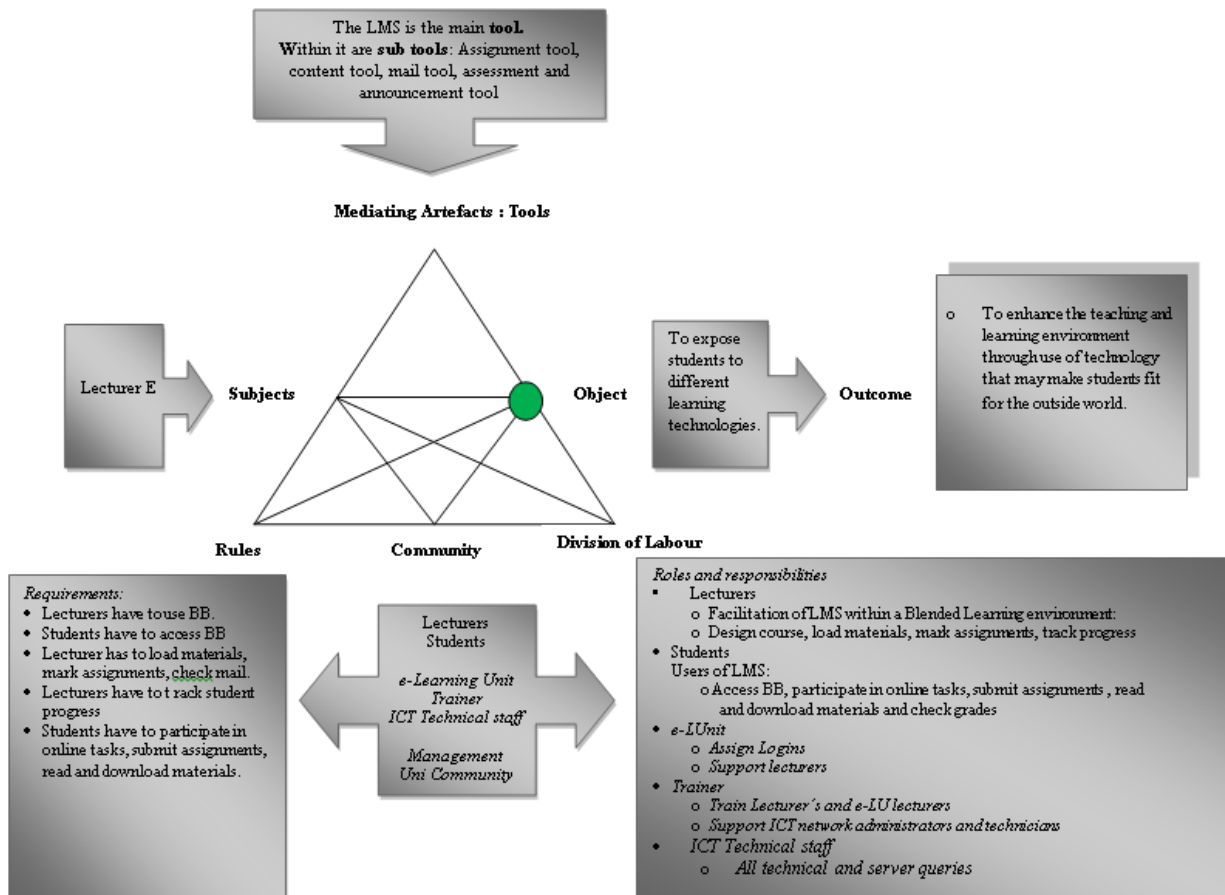 The LMS is the main tool.
Within it are sub tools: Assignment tool,
content tool, mail tool, assessment and
announcement tool
Mediating Artefacts : Tools
Lecturer E
Subjects
Object
To expose
students to
different
learning
technologies.
Outcome
o To enhance the teaching and
learning environment
through use of technology
that may make students fit
for the outside world.
Rules
Community
Division of Labour
Requirements:
• Lecturers have to use BB.
• Students have to access BB
• Lecturer has to load materials,
mark assignments, check mail.
• Lecturers have to t rack student
progress
• Students have to participate in
online tasks, submit assignments,
read and download materials.
Lecturers
Students
e-Learning Unit
Trainer
ICT Technical staff
Management
Uni Community
Roles and responsibilities
▪ Lecturers
o Facilitation of LMS within a Blended Learning environment:
o Design course, load materials, mark assignments, track progress
• Students
Users of LMS:
o Access BB, participate in online tasks, submit assignments , read
and download materials and check grades
• e-LUnit
o Assign Logins
o Support lecturers
• Trainer
o Train Lecturer´s and e-LU lecturers
o Support ICT network administrators and technicians
• ICT Technical staff
o All technical and server queries